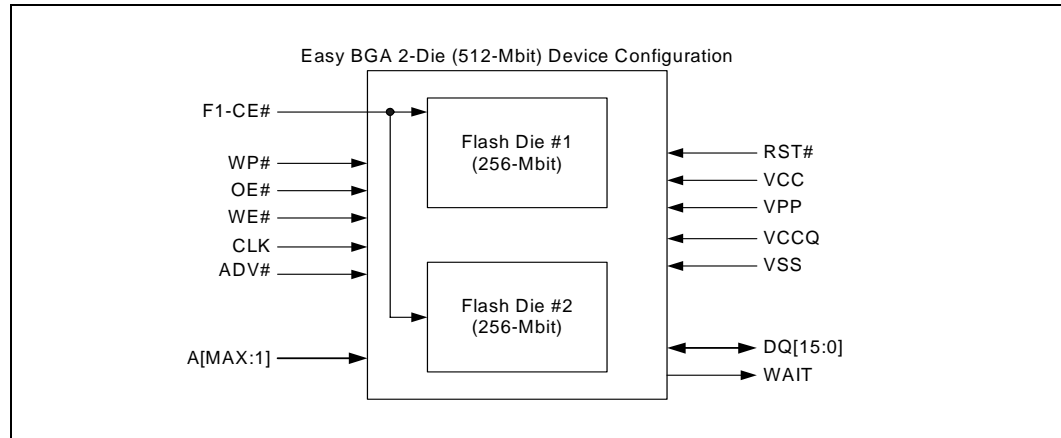 Easy BGA 2-Die (512-Mbit) Device Configuration
F1-CE#
WP#
OE#
WE#
CLK
ADV#
A[MAX:1]
Flash Die #1
(256-Mbit)
Flash Die #2
(256-Mbit)
RST#
VCC
VPP
VCCQ
VSS
DQ[15:0]
WAIT